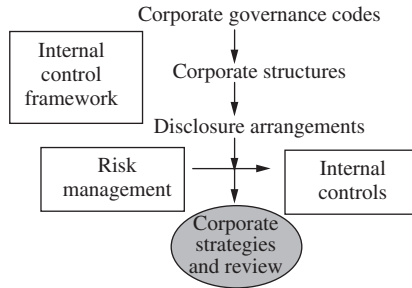 Corporate governance codes
Internal
control
framework
Corporate structures
Disclosure arrangements
Risk
management
Internal
controls
Corporate
strategies
and review